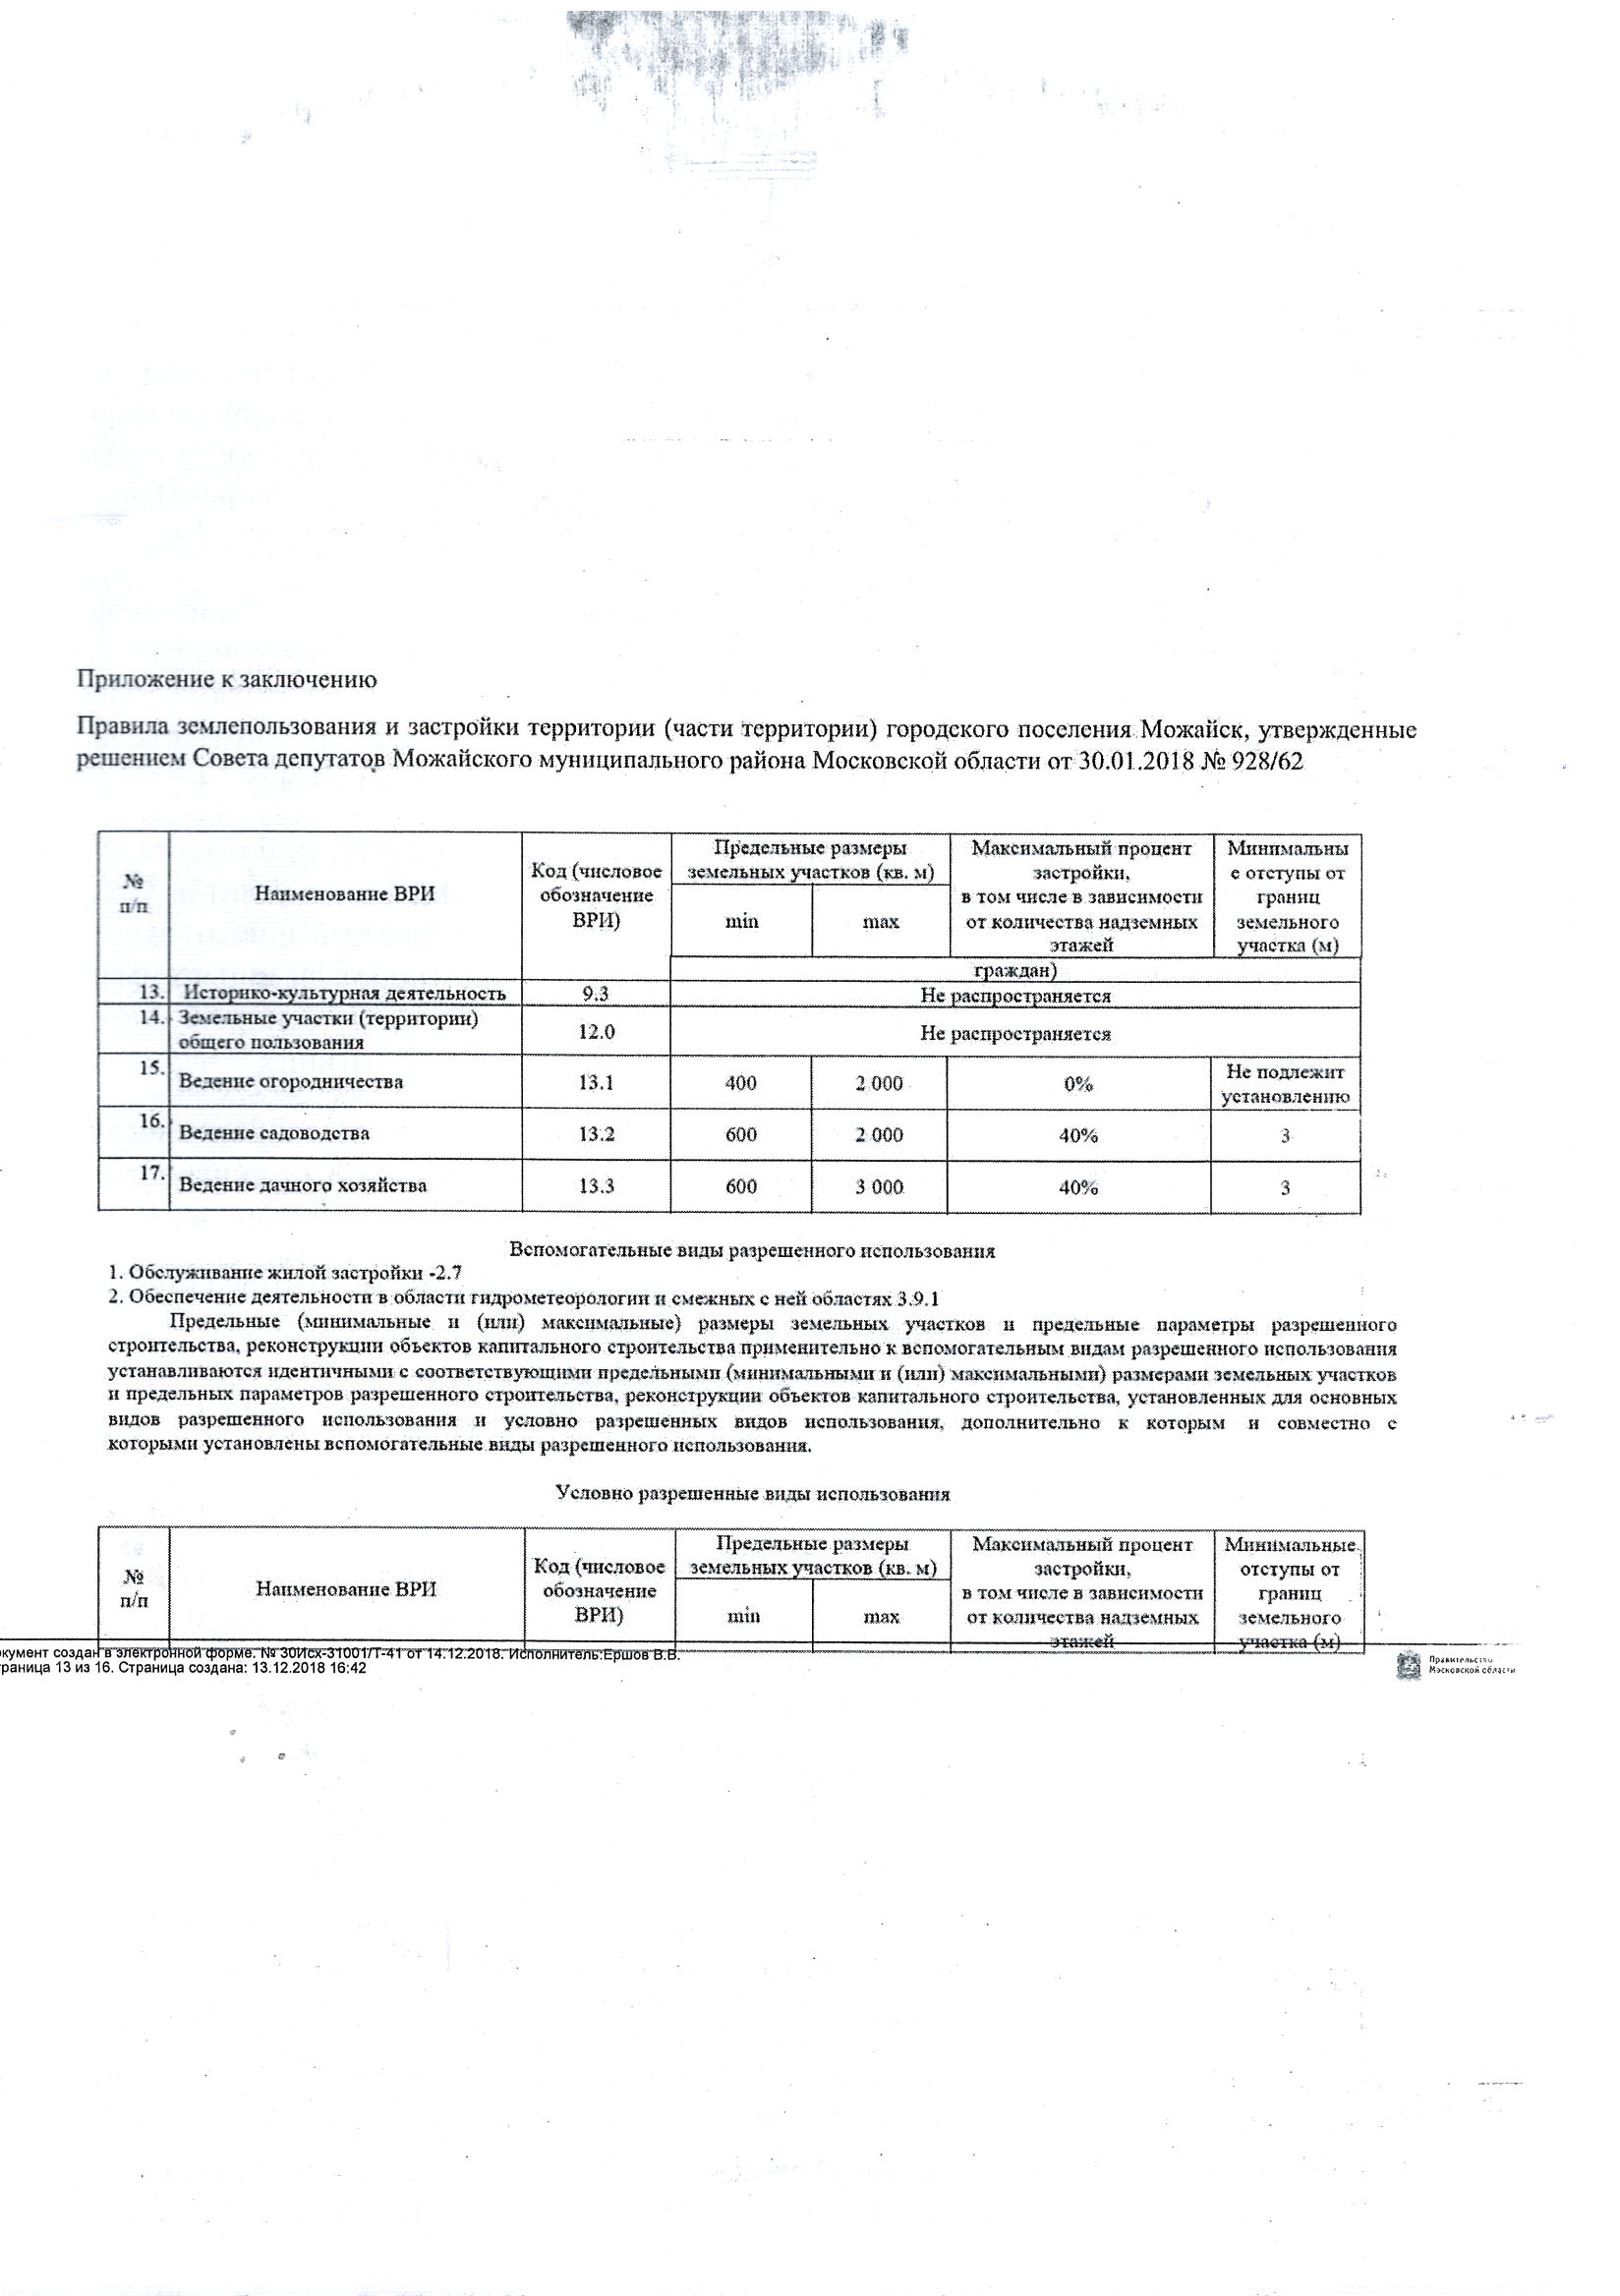 Приложение к заключению
Правила землепользования и застройки территории (части территории) городского поселения Можайск, утвержденные
решением Совета депутатов Можайского муниципального района Московской области от 30.01.2018 № 928/62
№
п/п
Наименование ВРИ
Код (числовое
обозначение
ВРИ)
Предельные размеры
земельных участков (кв. м)
min
max
Максимальный процент
застройки,
в том числе в зависимости
от количества надземных
этажей
Минимальны
е отступы от
границ
земельного
участка (м)
граждан)
13. Историко-культурная деятельность 9.3 Не распространяется
14. Земельные участки (территории)
общего пользования 12.0 Не распространяется
15. Ведение огородничества 13.1 400 2 000 0% Не подлежит
установлению
16. Ведение садоводства 13.2 600 2 000 40% 3
17. Ведение дачного хозяйства 13.3 600 3 000 40% 3
Вспомогательные виды разрешенного использования
1. Обслуживание жилой застройки -2.7
2. Обеспечение деятельности в области гидрометеорологии и смежных с ней областях 3.9.1
Предельные (минимальные и (или) максимальные) размеры земельных участков и предельные параметры разрешенного
строительства, реконструкции объектов капитального строительства применительно к вспомогательным видам разрешенного использования
устанавливаются идентичными с соответствующими предельными (минимальными и (или) максимальными) размерами земельных участков
и предельных параметров разрешенного строительства, реконструкции объектов капитального строительства, установленных для основных
видов разрешенного использования и условно разрешенных видов использования, дополнительно к которым и совместно с
которыми установлены вспомогательные виды разрешенного использования.
Условно разрешенные виды использования
№
п/п
Наименование ВРИ
Код (числовое
обозначение
ВРИ)
Предельные размеры
земельных участков (кв. м)
min
max
Максимальный процент
застройки,
в том числе в зависимости
от количества надземных
этажей
Минимальные
отступы от
границ
земельного
участка (м)
кумент создан в электронной форме. № 30Исх-31001/Т-41 от 14.12.2018. Исполнитель:Ершов В.В.
раница 13 из 16. Страница создана: 13.12.2018 16:42
Правительство
Московской области